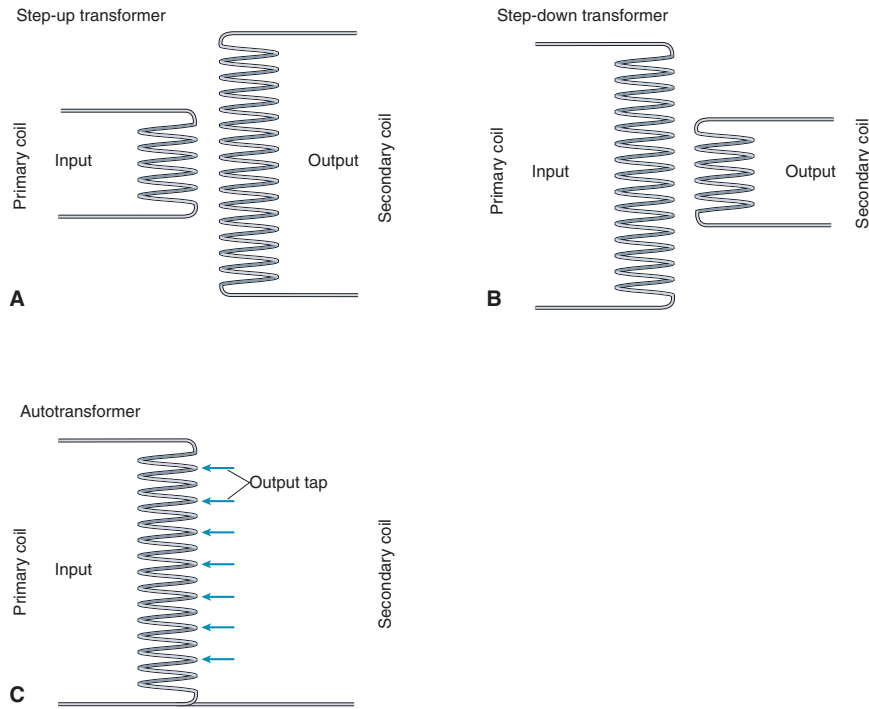 Step-up transformer
Primary coil
Input
Output
Secondary coil
A
Step-down transformer
Primary coil
Input
Output
Secondary coil
B
Autotransformer
Output tap
Primary coil
Input
Secondary coil
C